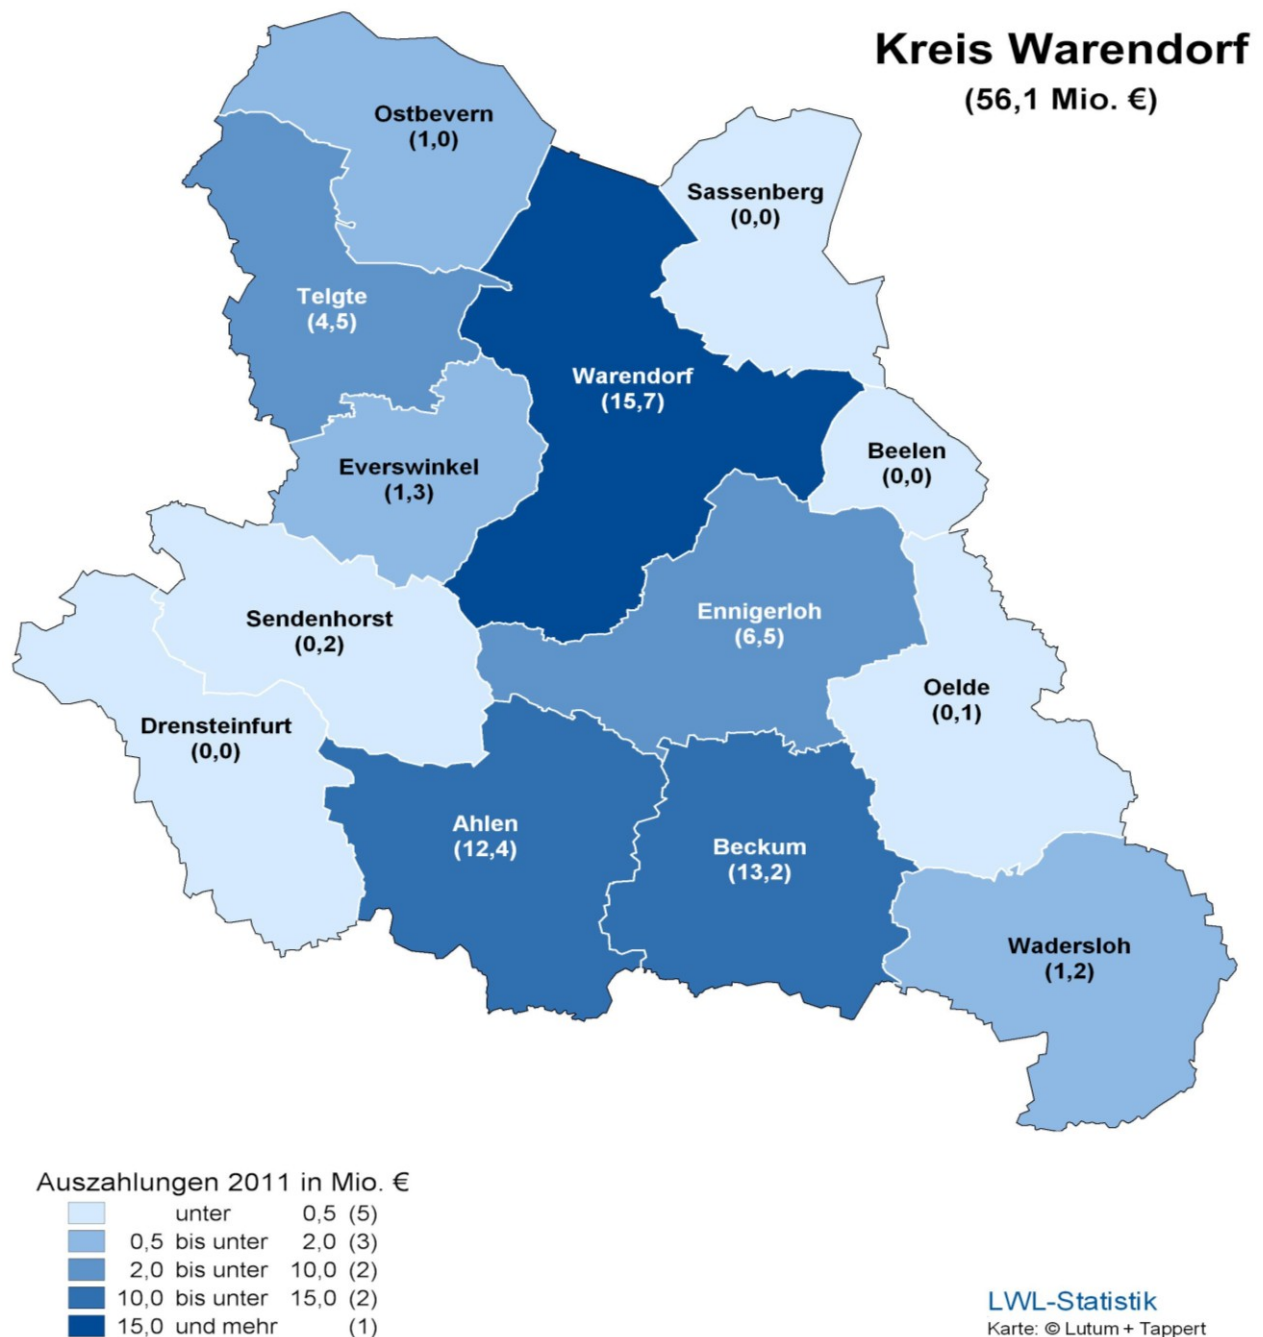 Kreis Warendorf
(56,1 Mio. €)
Ostbevern
(1,0)
Sassenberg
(0,0)
Telgte
(4,5)
Warendorf
(15,7)
Beelen
(0,0)
Everswinkel
(1,3)
Ennigerloh
(6,5)
Sendenhorst
(0,2)
Oelde
(0,1)
Drensteinfurt
(0,0)
Ahlen
(12,4)
Beckum
(13,2)
Wadersloh
(1,2)
Auszahlungen 2011 in Mio. €
unter 0,5 (5)
0,5 bis unter 2,0 (3)
2,0 bis unter 10,0 (2)
10,0 bis unter 15,0 (2)
15,0 und mehr (1)
LWL-Statistik
Karte: © Lutum + Tappert